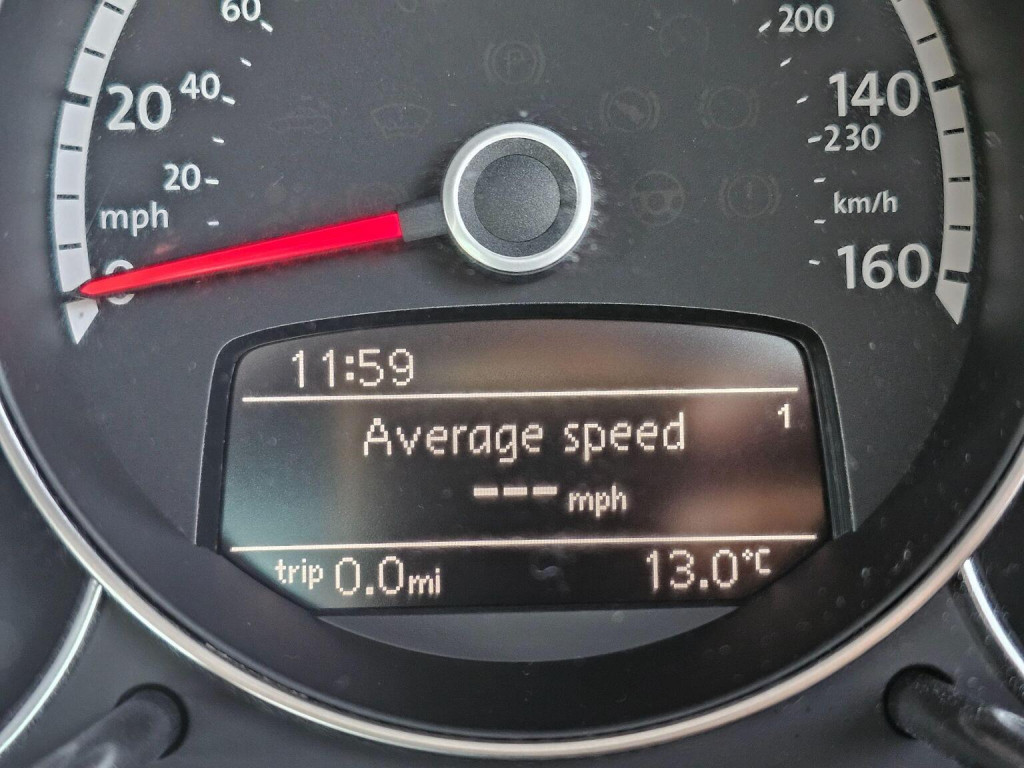 60
200
20 40
140
230
20
mph
km/h
0
160
11:59
Average speed 1
--- mph
trip 0.0mi 13.0°C